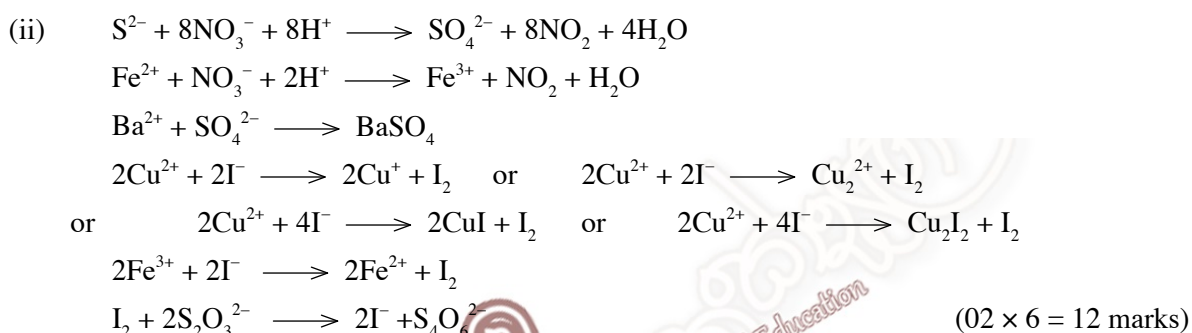 (ii) S²⁻ + 8NO₃⁻ + 8H⁺ ⟶ SO₄²⁻ + 8NO₂ + 4H₂O
Fe²⁺ + NO₃⁻ + 2H⁺ ⟶ Fe³⁺ + NO₂ + H₂O
Ba²⁺ + SO₄²⁻ ⟶ BaSO₄
2Cu²⁺ + 2I⁻ ⟶ 2Cu⁺ + I₂ or 2Cu²⁺ + 2I⁻ ⟶ Cu₂²⁺ + I₂
or 2Cu²⁺ + 4I⁻ ⟶ 2CuI + I₂ or 2Cu²⁺ + 4I⁻ ⟶ Cu₂I₂ + I₂
2Fe³⁺ + 2I⁻ ⟶ 2Fe²⁺ + I₂
I₂ + 2S₂O₃²⁻ ⟶ 2I⁻ +S₄O₆²⁻ (02 × 6 = 12 marks)
Education